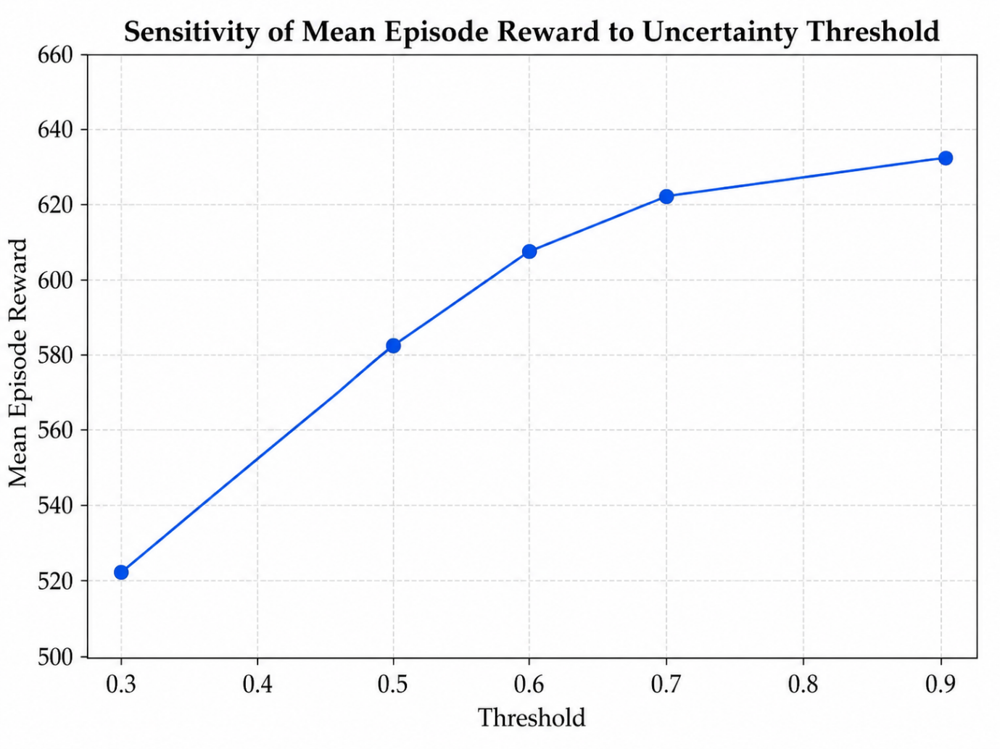 Sensitivity of Mean Episode Reward to Uncertainty Threshold
660
640
620
600
580
560
540
520
500
Mean Episode Reward
0.3 0.4 0.5 0.6 0.7 0.8 0.9
Threshold